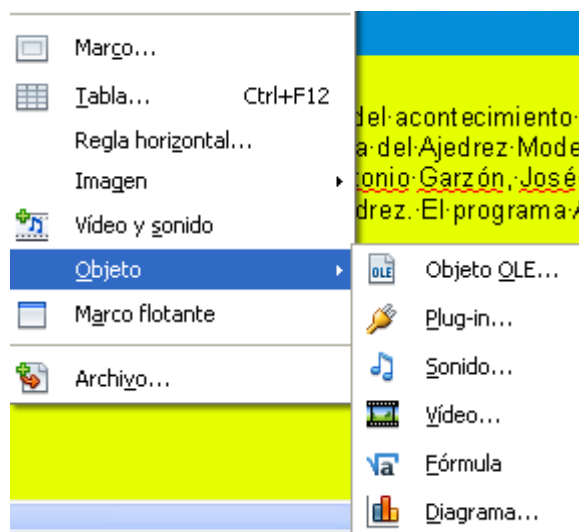 Marco...
Tabla... Ctrl+F12
Regla horizontal...
Imagen
Vídeo y sonido
Objeto
Marco flotante
Archivo...
del·acontecimiento·
a·del·Ajedrez·Mode
tonio·Garzón,·José
drez.·El·programa·A
OLE Objeto OLE...
Plug-in...
Sonido...
Vídeo...
√a Fórmula
Diagrama...